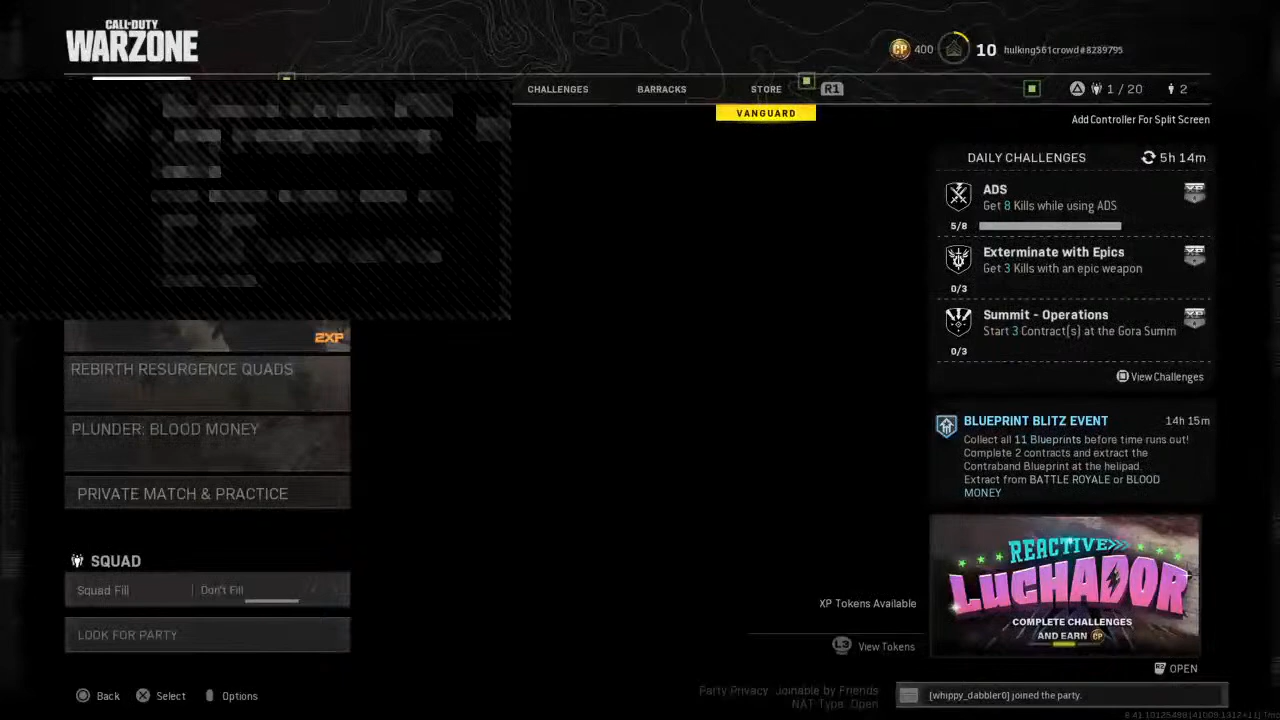 CALL OF DUTY
WARZONE
400
10
hulking561crowd#8289795
CHALLENGES
BARRACKS
STORE
R1
1 / 20
2
VANGUARD
Add Controller For Split Screen
DAILY CHALLENGES
5h 14m
ADS
Get 8 Kills while using ADS
5/8
Exterminate with Epics
Get 3 Kills with an epic weapon
0/3
Summit - Operations
Start 3 Contract(s) at the Gora Summ
0/3
View Challenges
2XP
REBIRTH RESURGENCE QUADS
PLUNDER: BLOOD MONEY
PRIVATE MATCH & PRACTICE
BLUEPRINT BLITZ EVENT
14h 15m
Collect all 11 Blueprints before time runs out!
Complete 2 contracts and extract the
Contraband Blueprint at the helipad.
Extract from BATTLE ROYALE or BLOOD
MONEY
SQUAD
Squad Fill
Don't Fill
LOOK FOR PARTY
REACTIVE
LUCHADOR
COMPLETE CHALLENGES
AND EARN CP
XP Tokens Available
L3
View Tokens
OPEN
Back
Select
Options
Party Privacy Joinable by Friends
NAT Type Open
[whippy_dabbler0] joined the party.